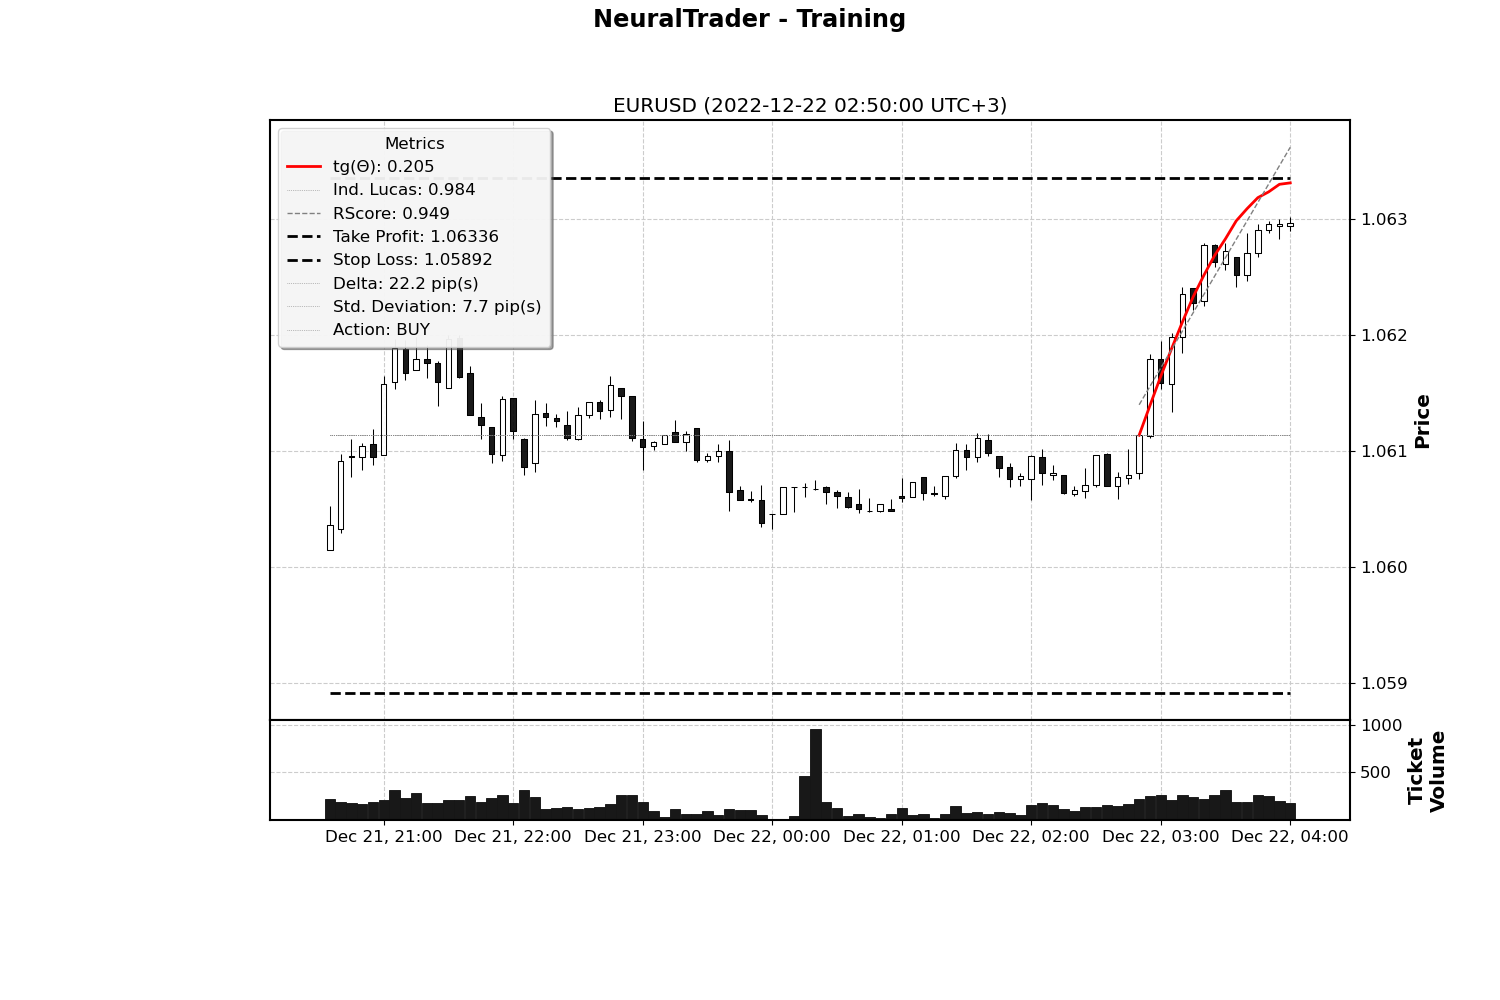 NeuralTrader - Training
EURUSD (2022-12-22 02:50:00 UTC+3)
Metrics
tg(Θ): 0.205
Ind. Lucas: 0.984
RScore: 0.949
Take Profit: 1.06336
Stop Loss: 1.05892
Delta: 22.2 pip(s)
Std. Deviation: 7.7 pip(s)
Action: BUY
1.063
1.062
1.061
1.060
1.059
Price
1000
500
Ticket
Volume
Dec 21, 21:00 Dec 21, 22:00 Dec 21, 23:00 Dec 22, 00:00 Dec 22, 01:00 Dec 22, 02:00 Dec 22, 03:00 Dec 22, 04:00